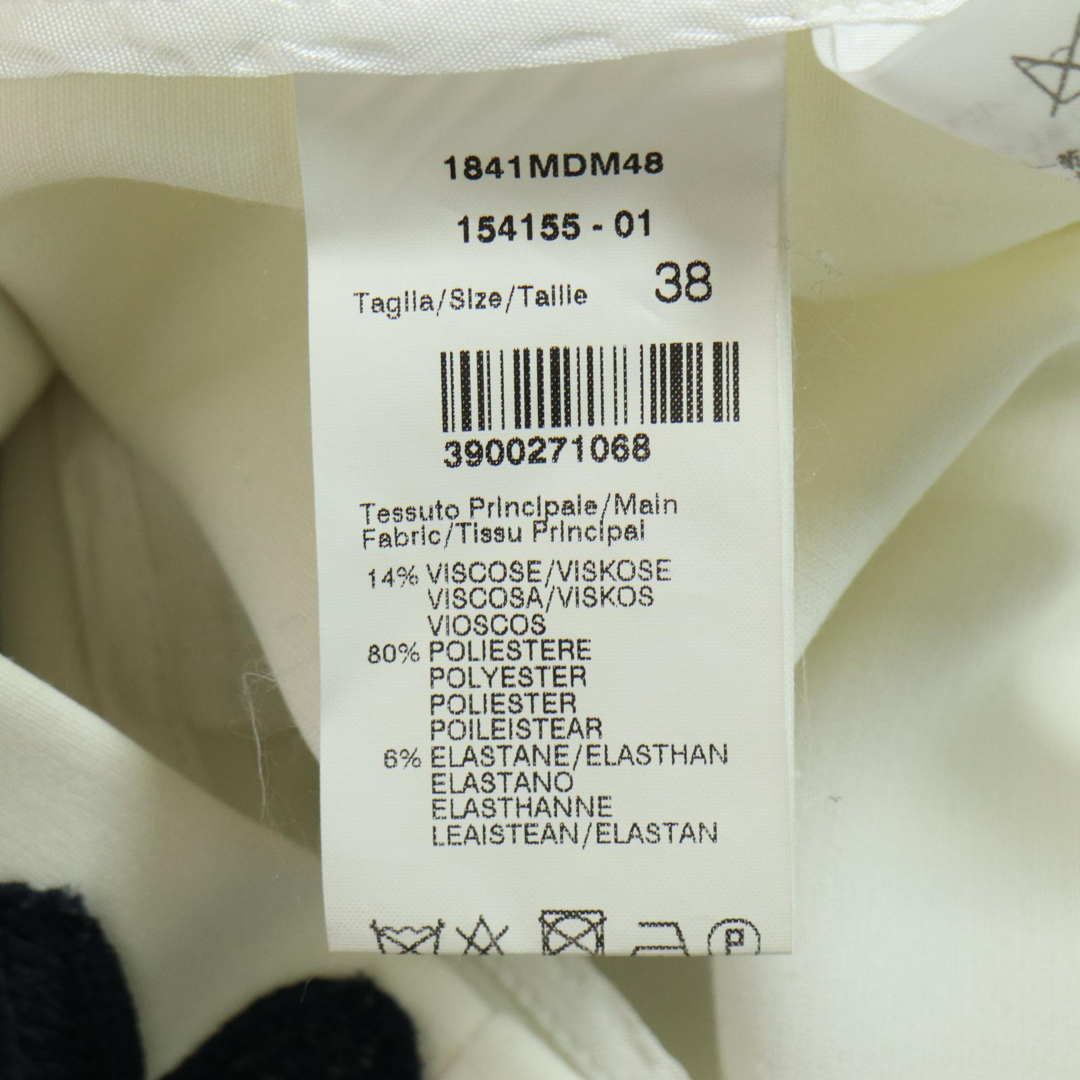 1841MDM48
154155 - 01
Taglia/Size/Taille 38
3900271068
Tessuto Principale/Main
Fabric/Tissu Principal
14% VISCOSE/VISKOSE
VISCOSA/VISKOS
VIOSCOS
80% POLIESTERE
POLYESTER
POLIESTER
POILEISTEAR
6% ELASTANE/ELASTHAN
ELASTANO
ELASTHANNE
LEAISTEAN/ELASTAN
P